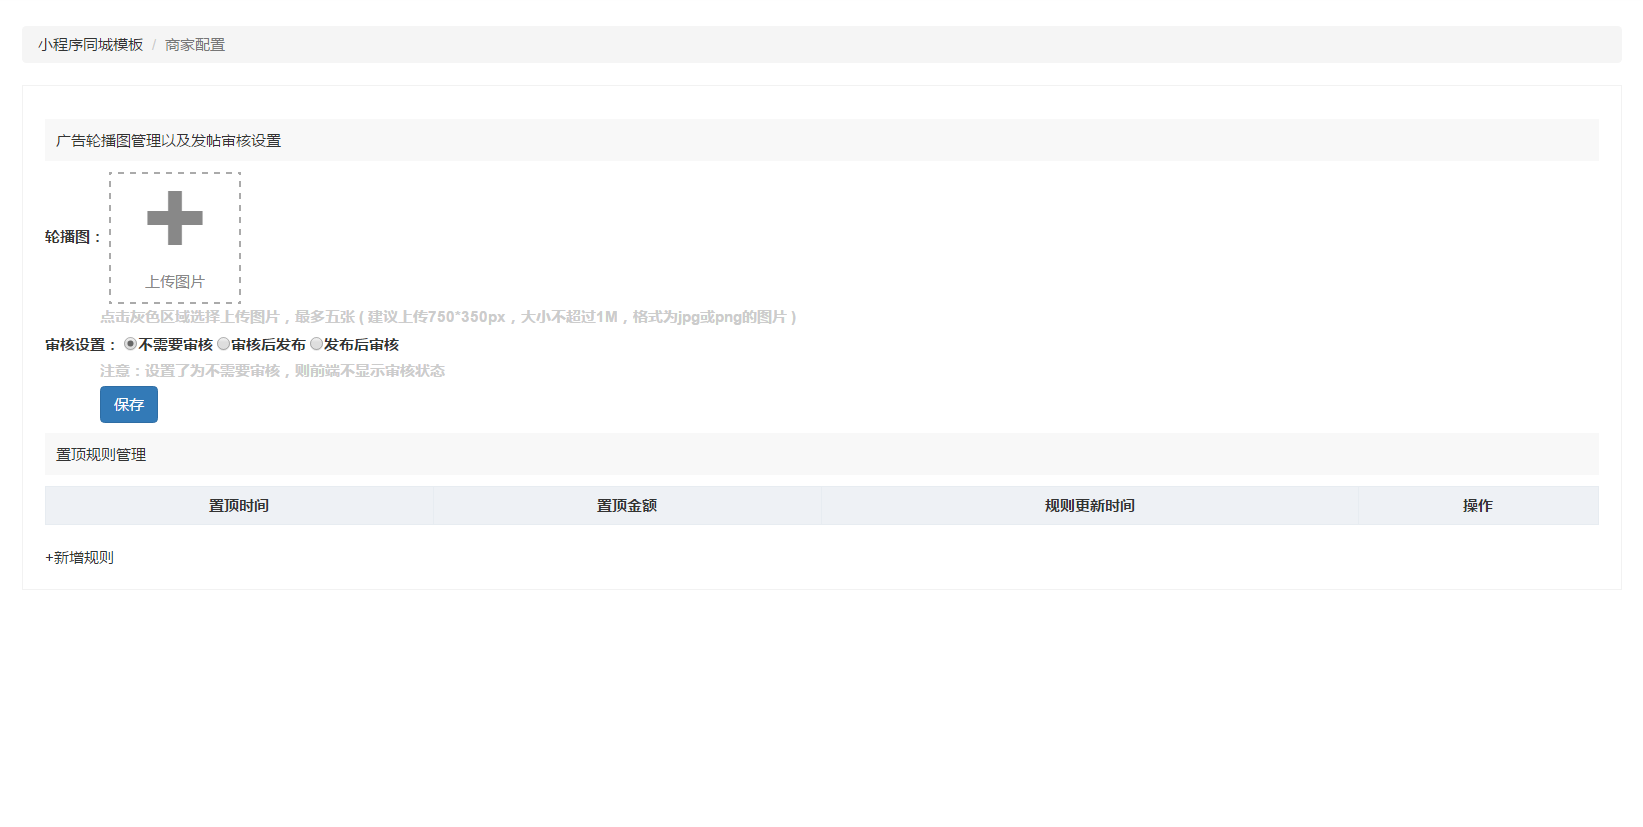 小程序同城模板 / 商家配置
广告轮播图管理以及发帖审核设置
轮播图：
上传图片
点击灰色区域选择上传图片，最多五张 ( 建议上传750*350px，大小不超过1M，格式为jpg或png的图片 )
审核设置： 不需要审核 审核后发布 发布后审核
注意：设置了为不需要审核，则前端不显示审核状态
保存
置顶规则管理
置顶时间 置顶金额 规则更新时间 操作
+新增规则